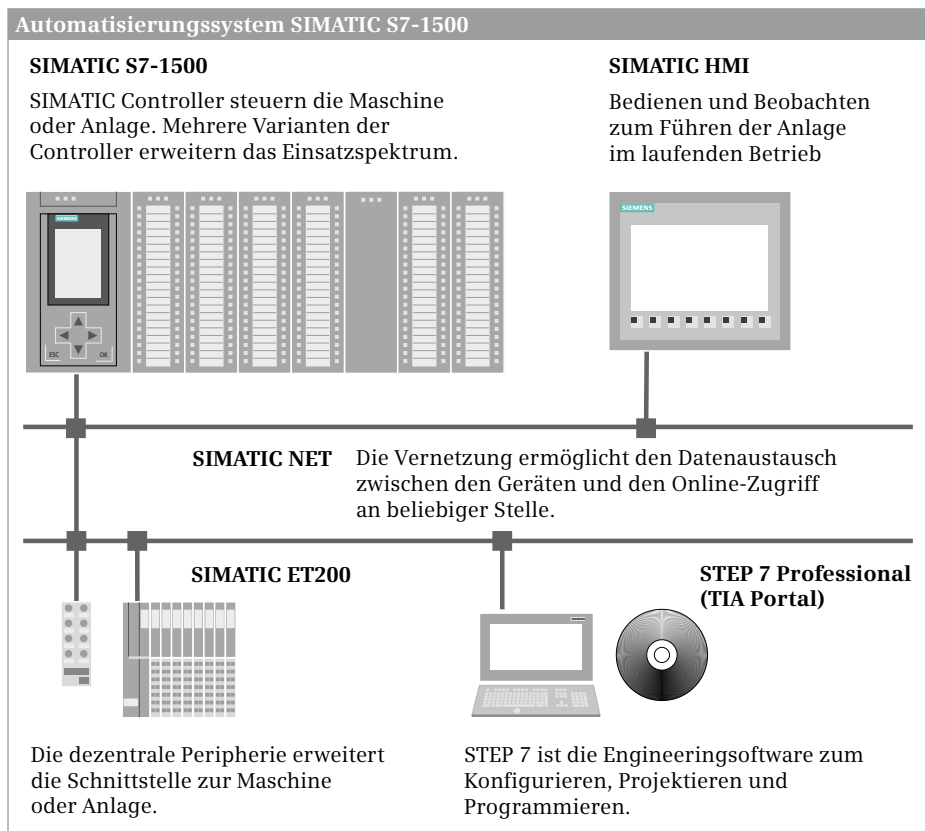 Automatisierungssystem SIMATIC S7-1500
SIMATIC S7-1500
SIMATIC Controller steuern die Maschine
oder Anlage. Mehrere Varianten der
Controller erweitern das Einsatzspektrum.
SIMATIC HMI
Bedienen und Beobachten
zum Führen der Anlage
im laufenden Betrieb
SIEMENS
ESC
OK
SIEMENS
SIMATIC NET
Die Vernetzung ermöglicht den Datenaustausch
zwischen den Geräten und den Online-Zugriff
an beliebiger Stelle.
SIMATIC ET200
STEP 7 Professional
(TIA Portal)
Die dezentrale Peripherie erweitert
die Schnittstelle zur Maschine
oder Anlage.
STEP 7 ist die Engineeringsoftware zum
Konfigurieren, Projektieren und
Programmieren.